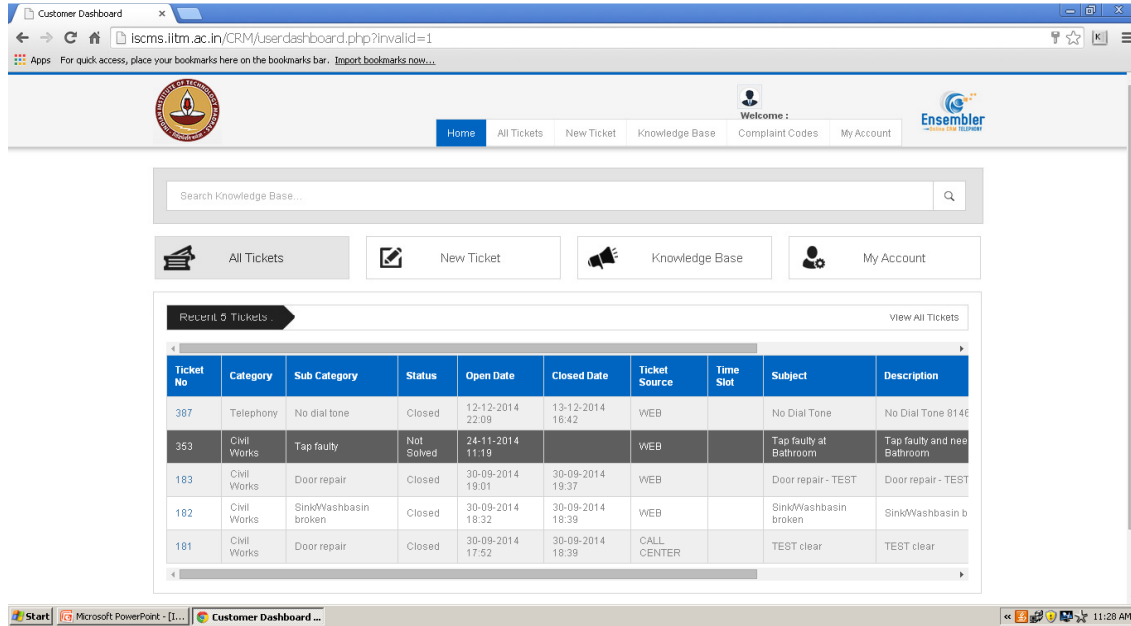 Customer Dashboard
iscms.iitm.ac.in/CRM/userdashboard.php?invalid=1
Apps For quick access, place your bookmarks here on the bookmarks bar. Import bookmarks now...
Welcome :
Ensembler
Home All Tickets New Ticket Knowledge Base Complaint Codes My Account
Search Knowledge Base...
All Tickets New Ticket Knowledge Base My Account
Recent 5 Tickets : View All Tickets
Ticket No Category Sub Category Status Open Date Closed Date Ticket Source Time Slot Subject Description
387 Telephony No dial tone Closed 12-12-2014 22:09 13-12-2014 16:42 WEB No Dial Tone No Dial Tone 8146
353 Civil Works Tap faulty Not Solved 24-11-2014 11:19 WEB Tap faulty at Bathroom Tap faulty and nee Bathroom
183 Civil Works Door repair Closed 30-09-2014 19:01 30-09-2014 19:37 WEB Door repair - TEST Door repair - TEST
182 Civil Works Sink/Washbasin broken Closed 30-09-2014 18:32 30-09-2014 18:39 WEB Sink/Washbasin broken Sink/Washbasin b
181 Civil Works Door repair Closed 30-09-2014 17:52 30-09-2014 18:39 CALL CENTER TEST clear TEST clear
Start Microsoft PowerPoint - [I... Customer Dashboard ... 11:28 AM